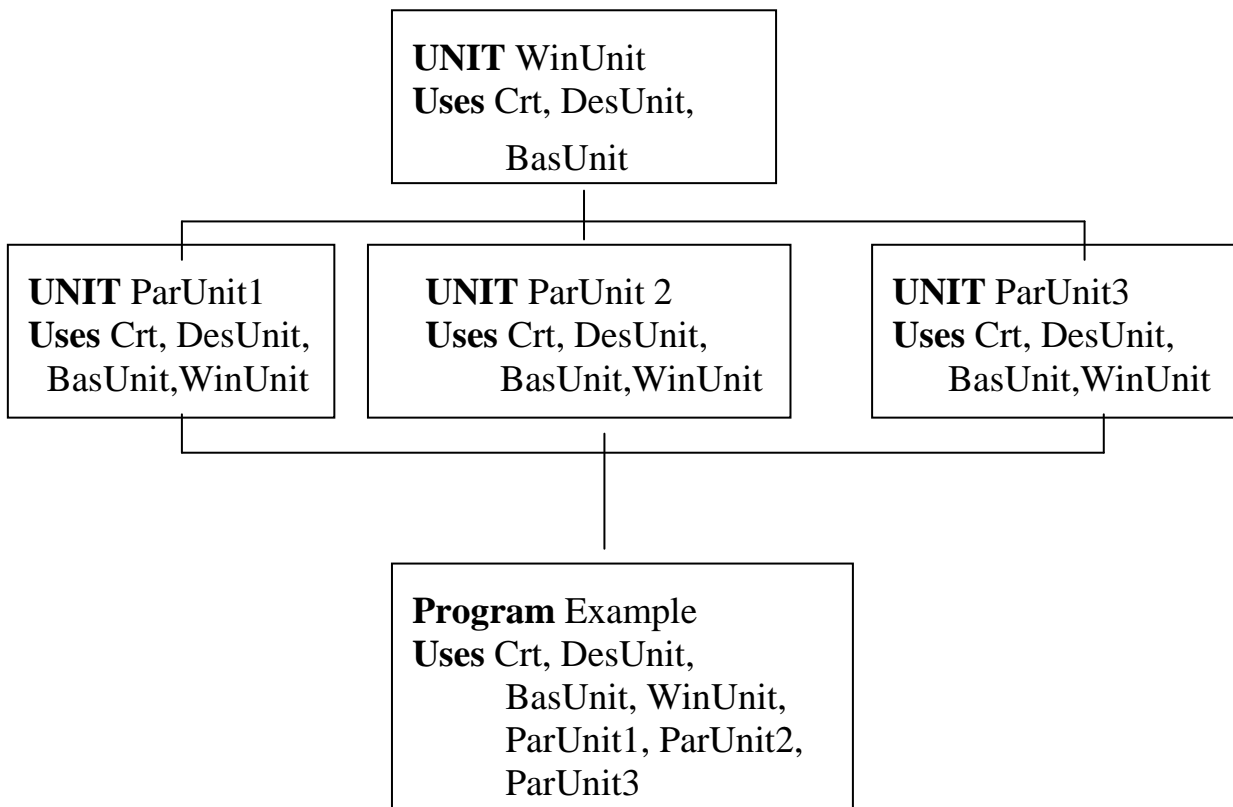 UNIT WinUnit
Uses Crt, DesUnit,
BasUnit
UNIT ParUnit1
Uses Crt, DesUnit,
BasUnit,WinUnit
UNIT ParUnit 2
Uses Crt, DesUnit,
BasUnit,WinUnit
UNIT ParUnit3
Uses Crt, DesUnit,
BasUnit,WinUnit
Program Example
Uses Crt, DesUnit,
BasUnit, WinUnit,
ParUnit1, ParUnit2,
ParUnit3